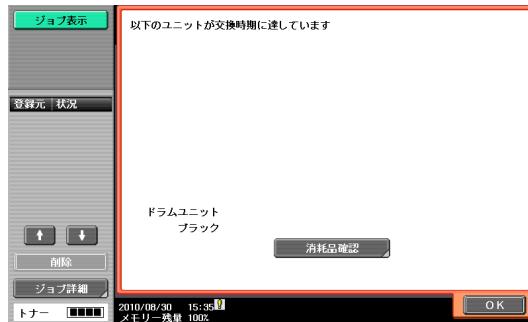 ジョブ表示
以下のユニットが交換時期に達しています
登録元 状況
ドラムユニット
ブラック
消耗品確認
削除
ジョブ詳細
トナー
2010/08/30 15:35
メモリー残量 100%
OK